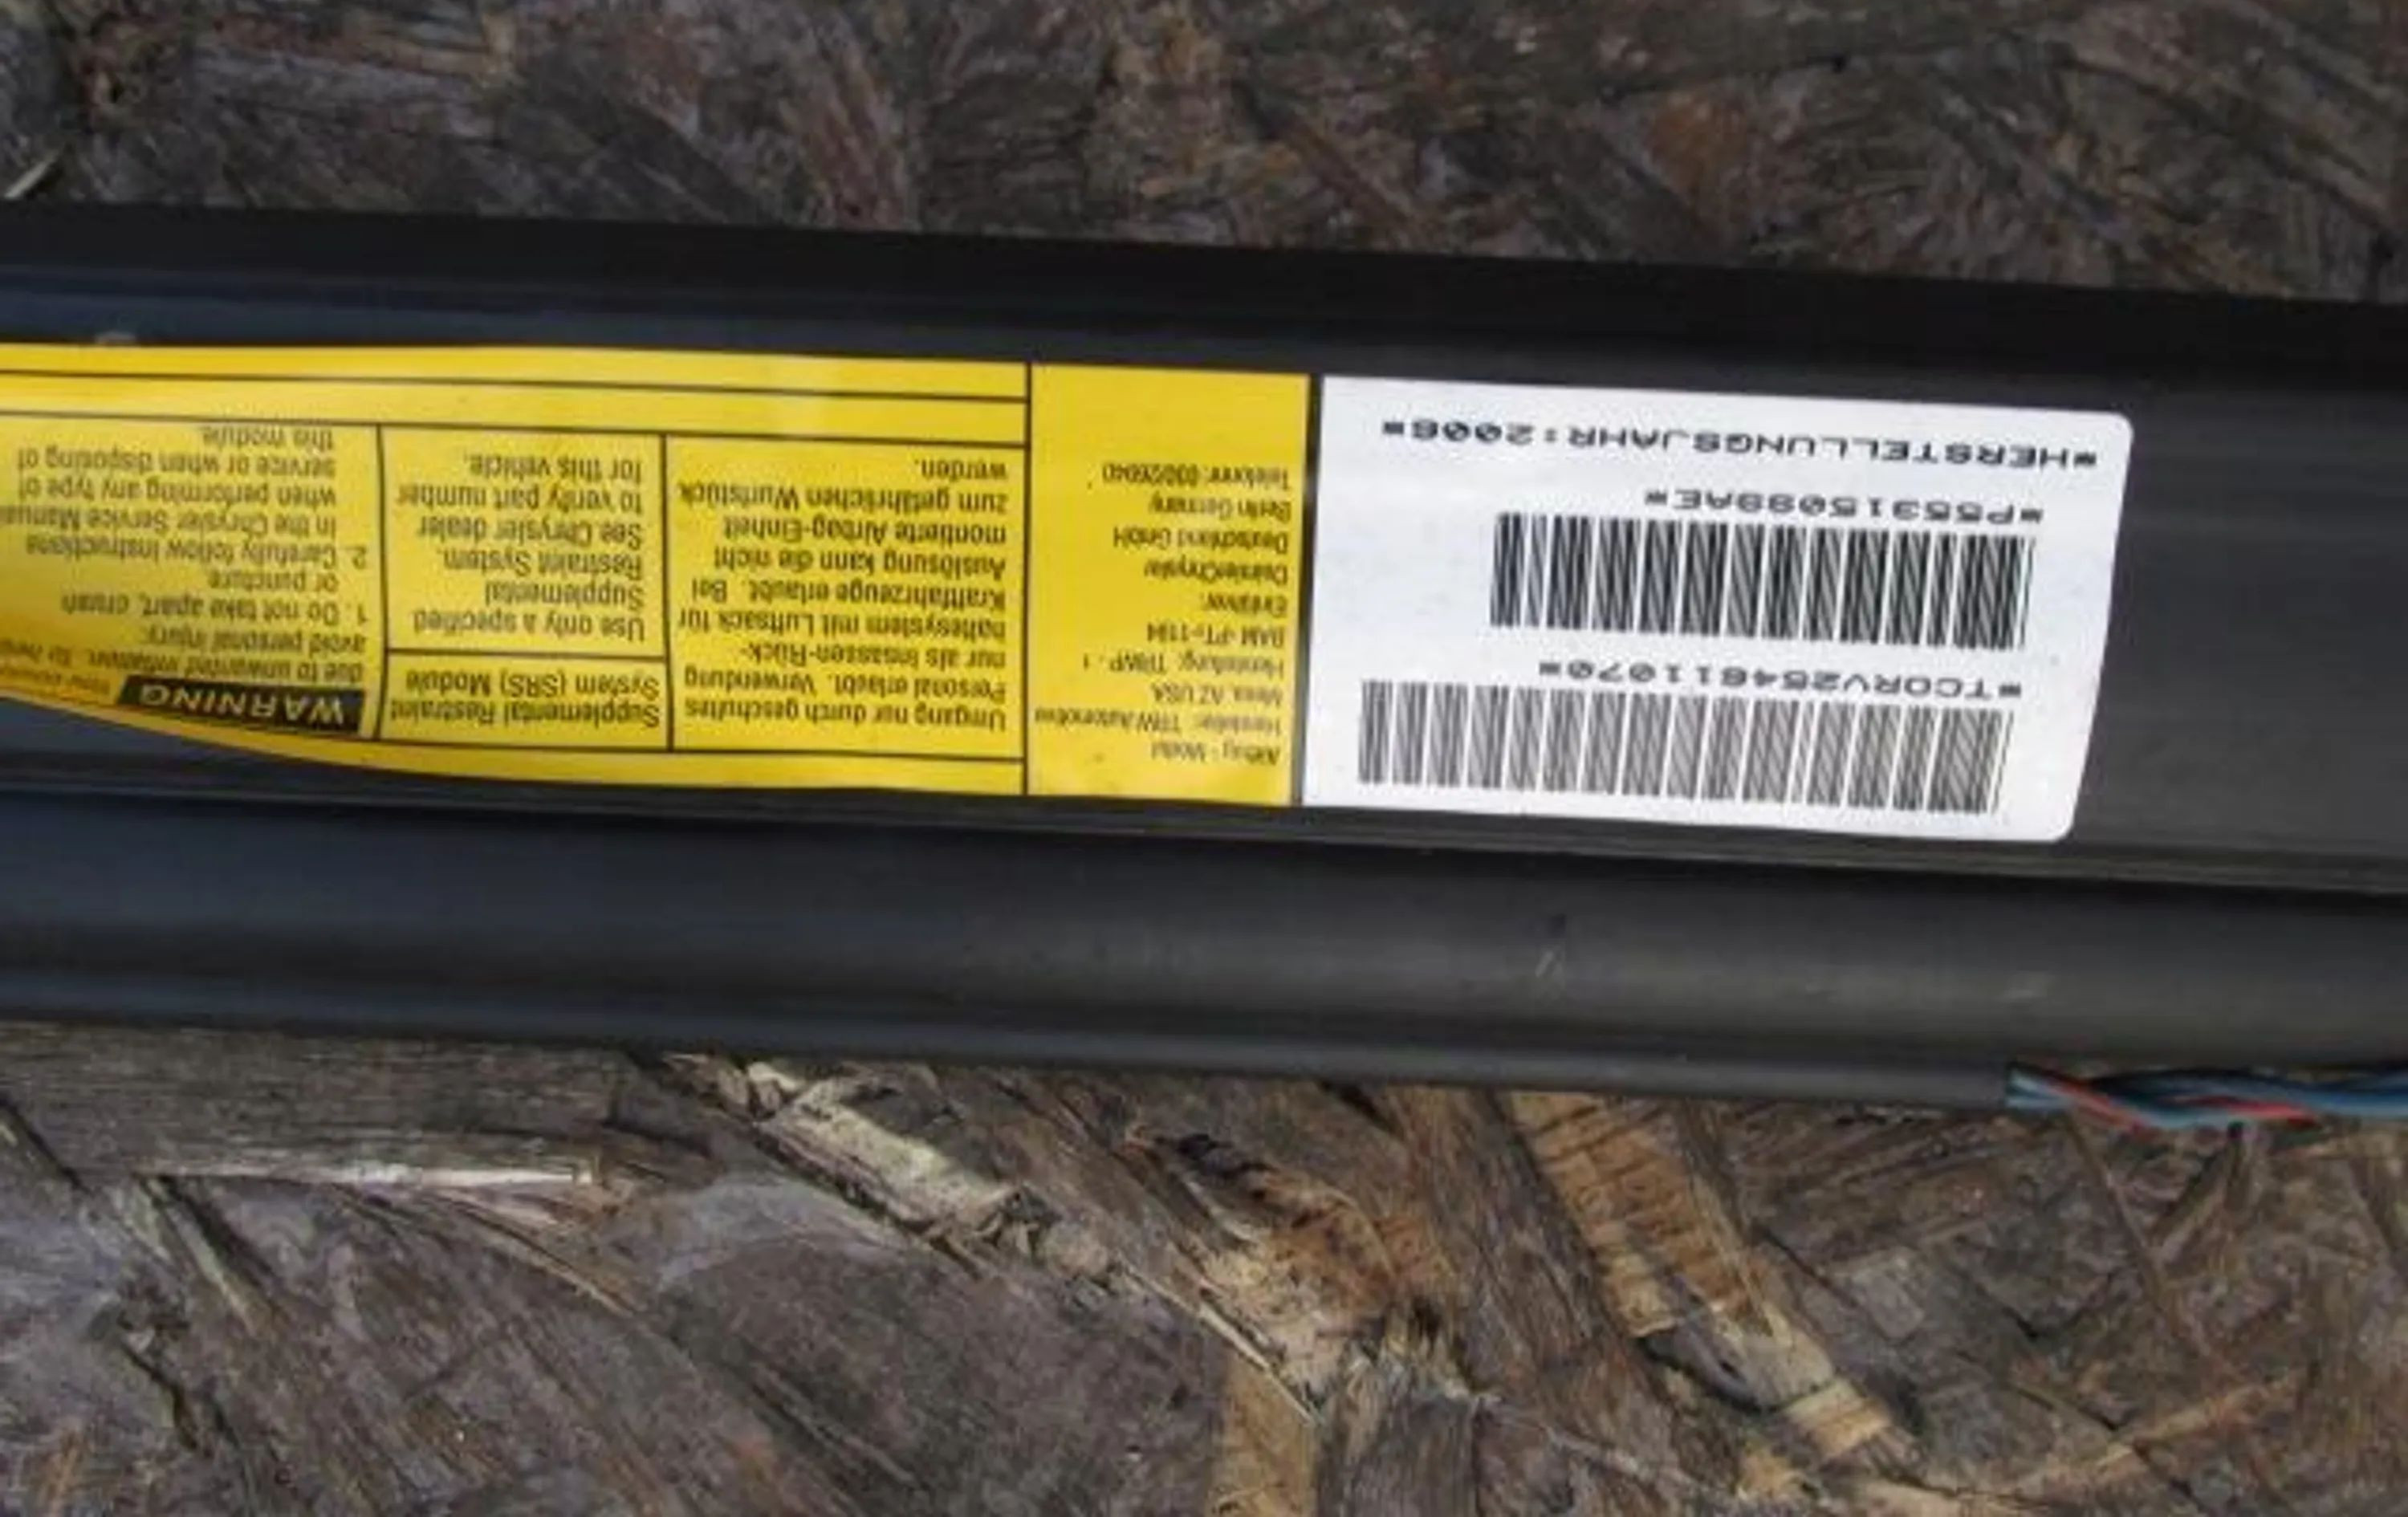 *TCORV254611070*
*HERSTELLUNGSJAHR:2006*
Airbag - Modul
Hersteller: TRW Automotive
Mesa, AZ USA
TRWP - 1
BAM -PT-1194
DaimlerChrysler
Deutschland GmbH
Berlin Germany
Umgang nur durch geschultes
Personal erlaubt. Verwendung
nur als Insassen-Rück-
haltesystem mit Luftsack für
Kraftfahrzeuge erlaubt. Bei
Auslösung kann die nicht
montierte Airbag-Einheit
zum gefährlichen Wurfstück
werden.
Supplemental Restraint
System (SRS) Module
Use only a specified
Supplemental
Restraint System.
See Chrysler dealer
to verify part number
for this vehicle.
WARNING
due to unwanted inflation. To help
avoid personal injury:
1. Do not take apart, crush
or puncture
2. Carefully follow instructions
in the Chrysler Service Manual
when performing any type of
service or when disposing of
this module.